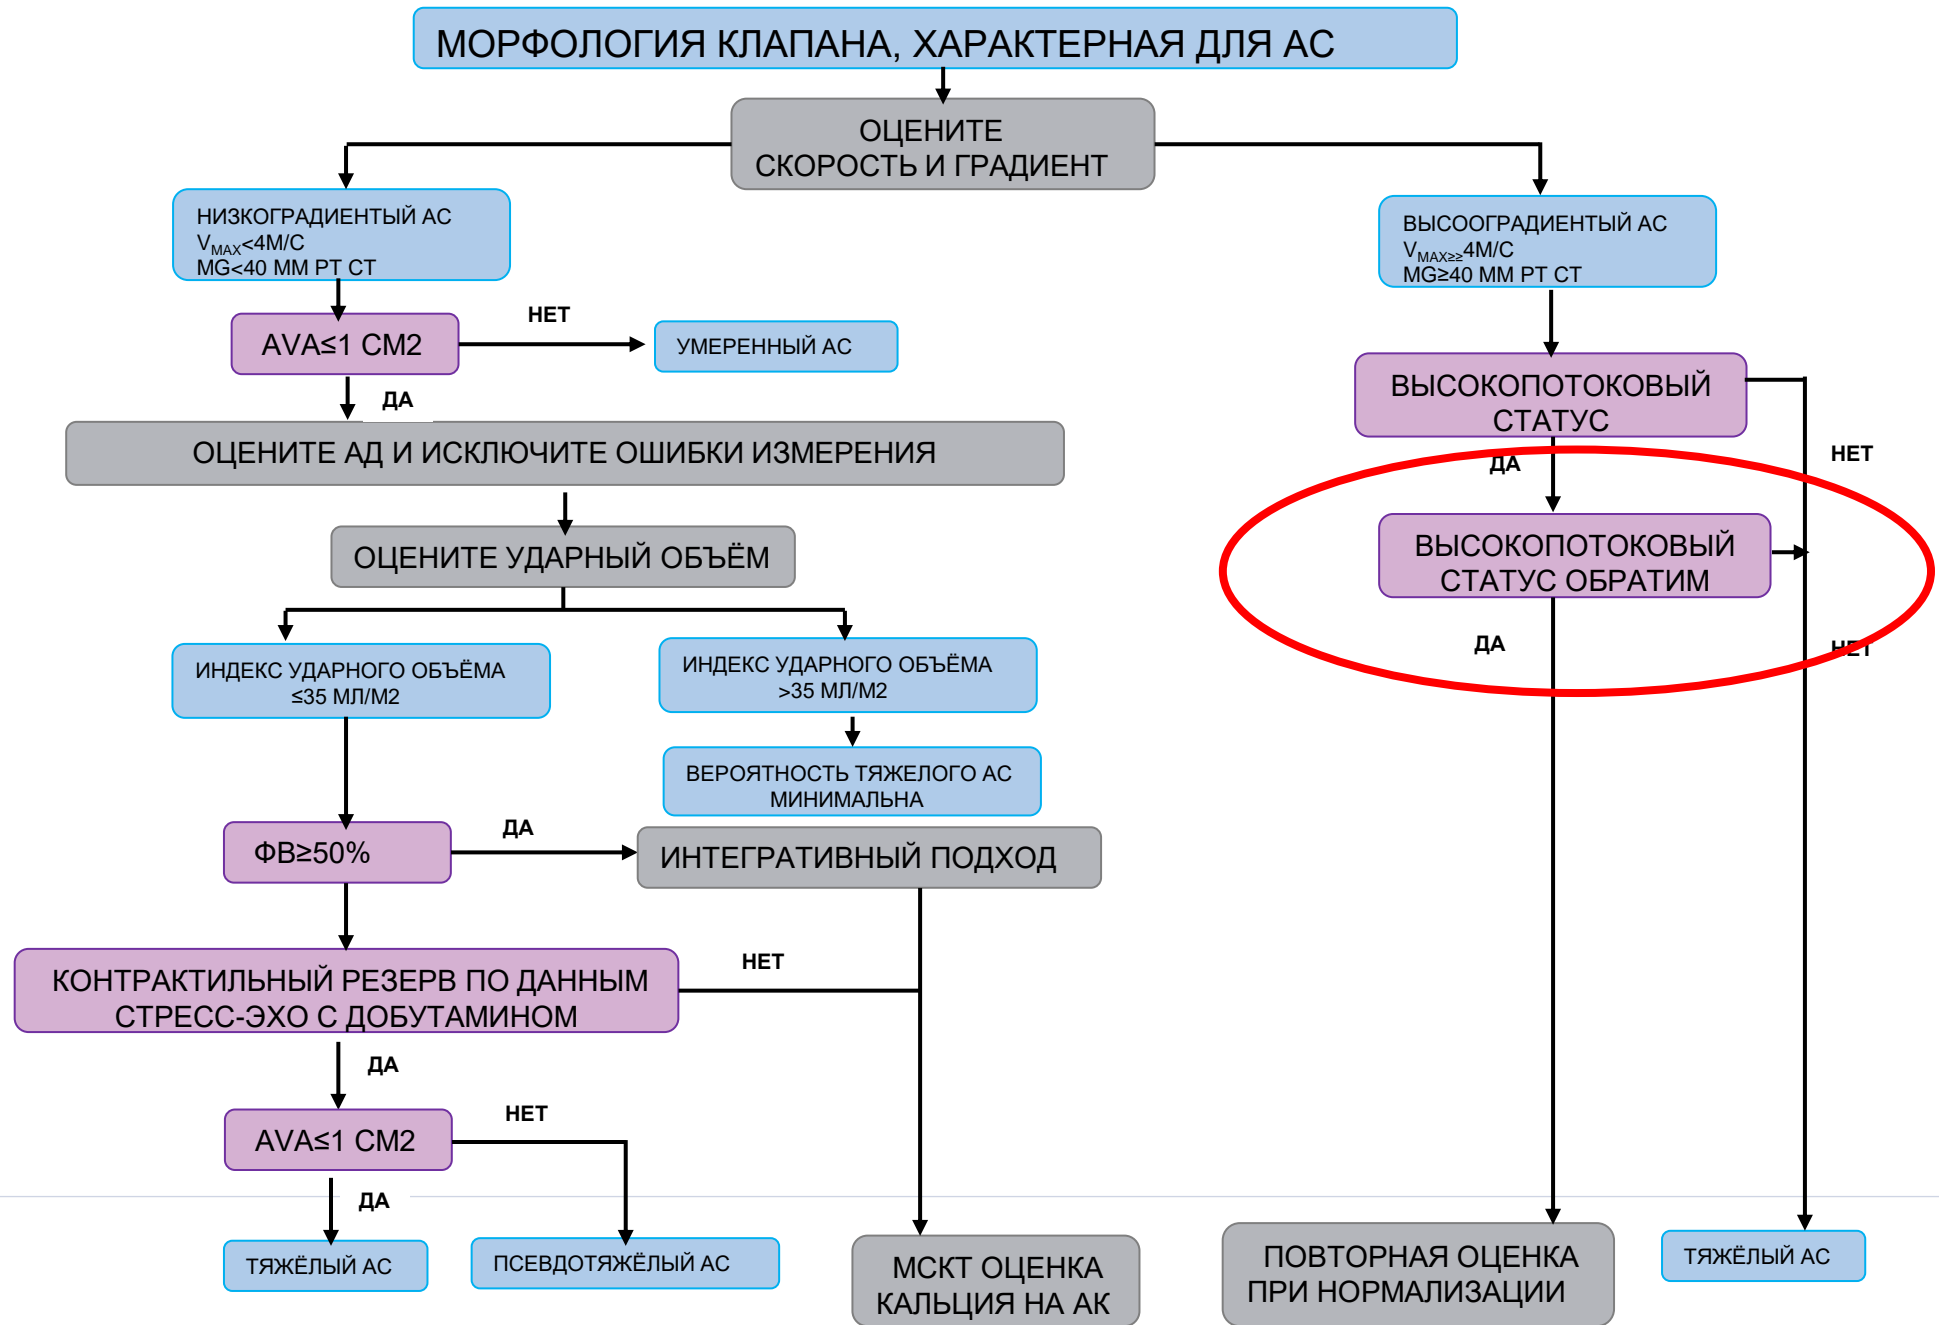 МОРФОЛОГИЯ КЛАПАНА, ХАРАКТЕРНАЯ ДЛЯ АС
ОЦЕНИТЕ
СКОРОСТЬ И ГРАДИЕНТ
НИЗКОГРАДИЕНТЫЙ АС
VMAX<4М/С
MG<40 ММ РТ СТ
ВЫСООГРАДИЕНТЫЙ АС
VMAX≥≥4М/С
MG≥40 ММ РТ СТ
AVA≤1 СМ2
НЕТ
УМЕРЕННЫЙ АС
ДА
ВЫСОКОПОТОКОВЫЙ
СТАТУС
ОЦЕНИТЕ АД И ИСКЛЮЧИТЕ ОШИБКИ ИЗМЕРЕНИЯ
ДА
НЕТ
ОЦЕНИТЕ УДАРНЫЙ ОБЪЁМ
ВЫСОКОПОТОКОВЫЙ
СТАТУС ОБРАТИМ
ДА
НЕТ
ИНДЕКС УДАРНОГО ОБЪЁМА
≤35 МЛ/М2
ИНДЕКС УДАРНОГО ОБЪЁМА
>35 МЛ/М2
ВЕРОЯТНОСТЬ ТЯЖЕЛОГО АС
МИНИМАЛЬНА
ФВ≥50%
ДА
ИНТЕГРАТИВНЫЙ ПОДХОД
КОНТРАКТИЛЬНЫЙ РЕЗЕРВ ПО ДАННЫМ
СТРЕСС-ЭХО С ДОБУТАМИНОМ
НЕТ
ДА
AVA≤1 СМ2
НЕТ
ДА
ТЯЖЁЛЫЙ АС
ПСЕВДОТЯЖЁЛЫЙ АС
МСКТ ОЦЕНКА
КАЛЬЦИЯ НА АК
ПОВТОРНАЯ ОЦЕНКА
ПРИ НОРМАЛИЗАЦИИ
ТЯЖЁЛЫЙ АС